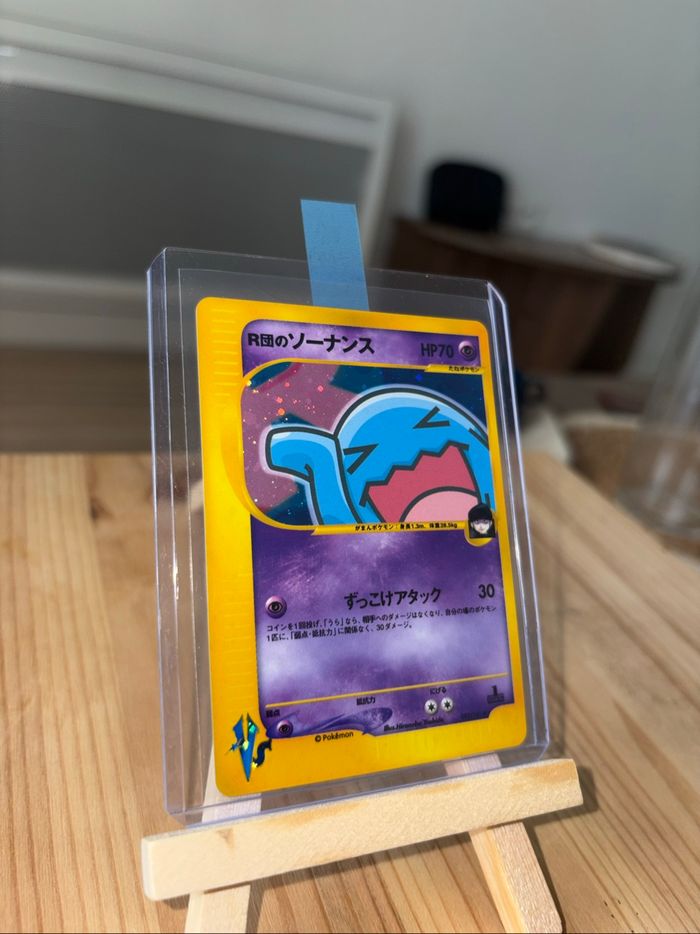 R団のソーナンス
HP70
たねポケモン
がまんポケモン：身長1.3m、体重28.5kg
ずっこけアタック 30
コインを1回投げ、「うら」なら、相手へのダメージはなくなり、自分の場のポケモン
1匹に、「弱点・抵抗力」に関係なく、30ダメージ。
弱点 抵抗力 にげる
1
©Pokémon